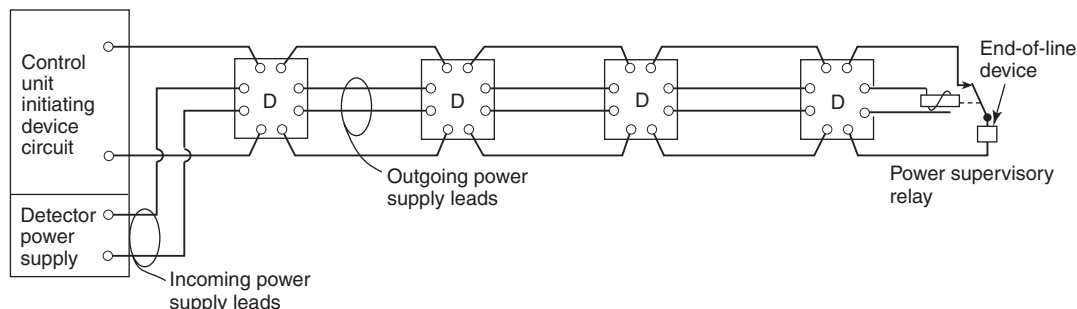 Control
unit
initiating
device
circuit
Detector
power
supply
Incoming power
supply leads
D
Outgoing power
supply leads
D
D
D
End-of-line
device
Power supervisory
relay